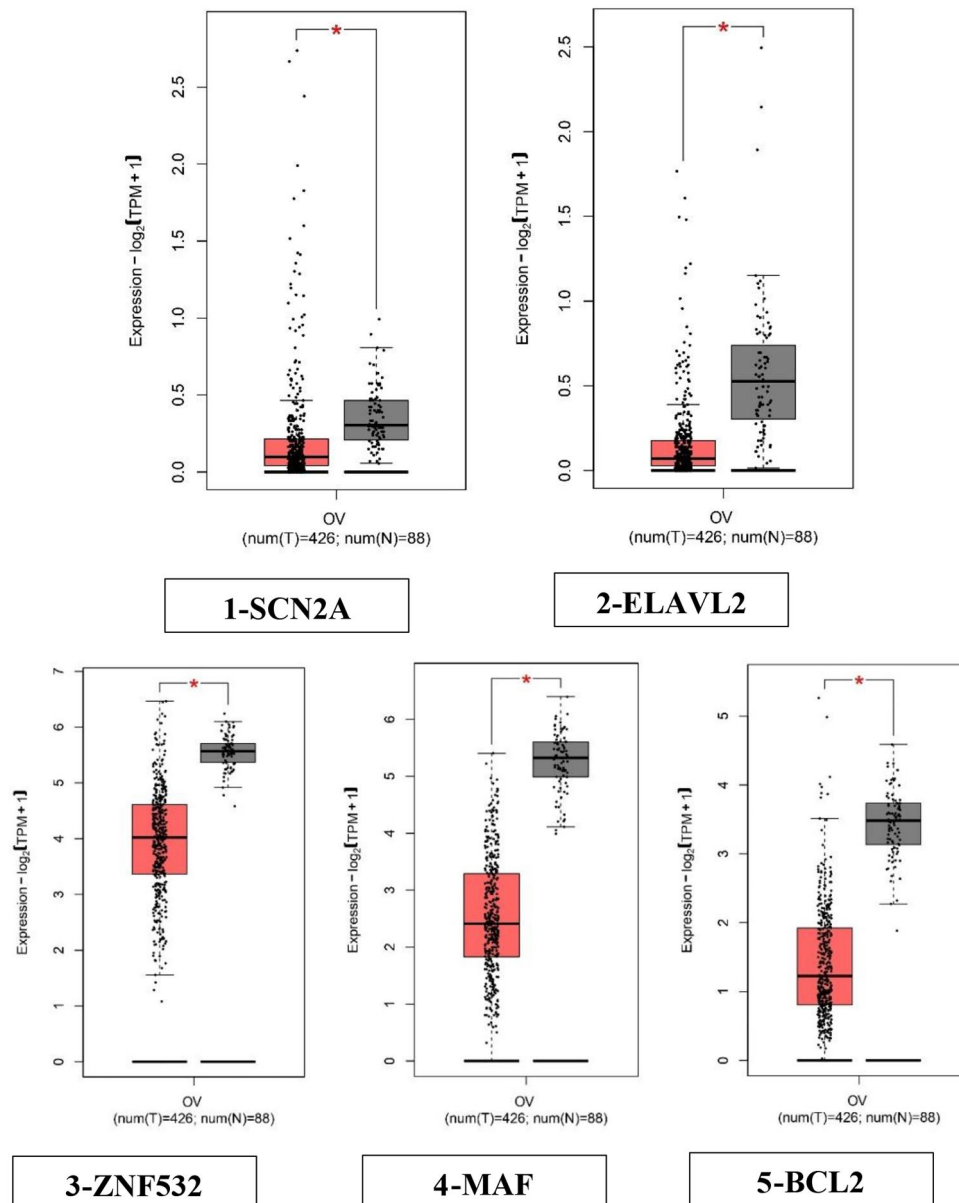 *
Expression – log₂(TPM + 1)
2.5
2.0
1.5
1.0
0.5
0.0
OV
(num(T)=426; num(N)=88)
1-SCN2A
*
Expression – log₂(TPM + 1)
2.5
2.0
1.5
1.0
0.5
0.0
OV
(num(T)=426; num(N)=88)
2-ELAVL2
*
Expression – log₂(TPM + 1)
7
6
5
4
3
2
1
0
OV
(num(T)=426; num(N)=88)
3-ZNF532
*
Expression – log₂(TPM + 1)
6
5
4
3
2
1
0
OV
(num(T)=426; num(N)=88)
4-MAF
*
Expression – log₂(TPM + 1)
5
4
3
2
1
0
OV
(num(T)=426; num(N)=88)
5-BCL2